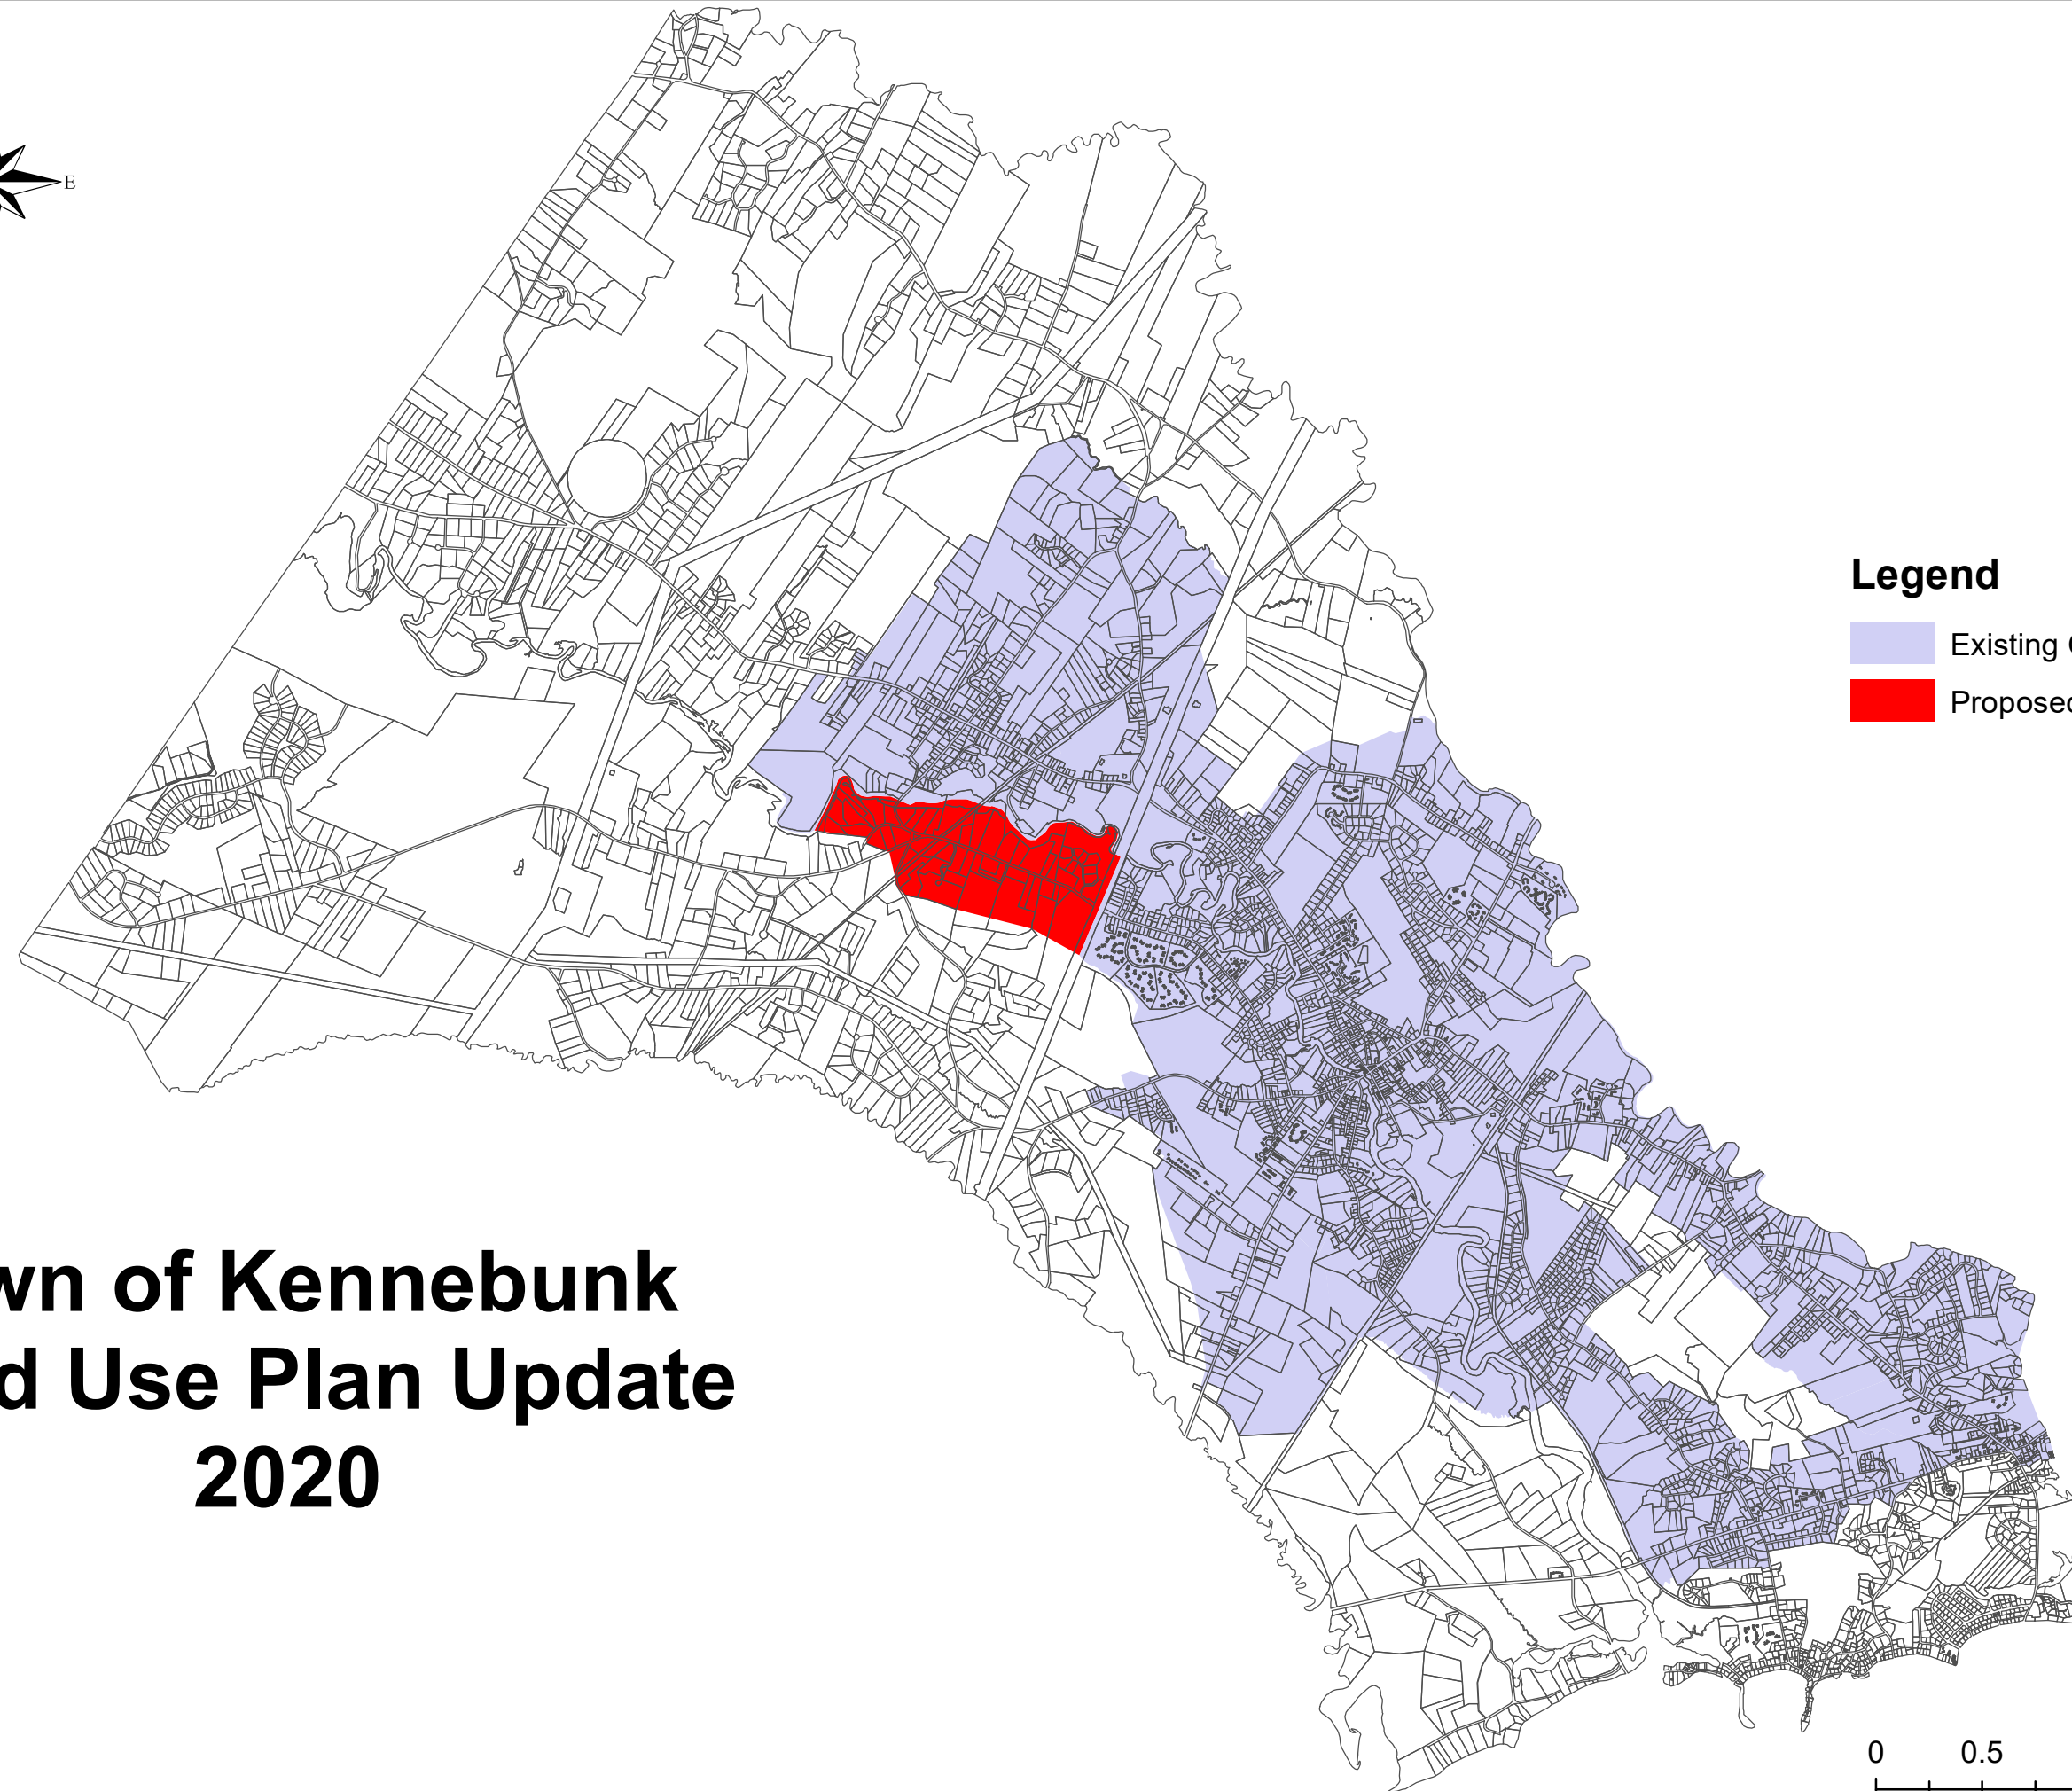 E
Legend
Existing
Proposed
wn of Kennebunk
d Use Plan Update
2020
0 0.5